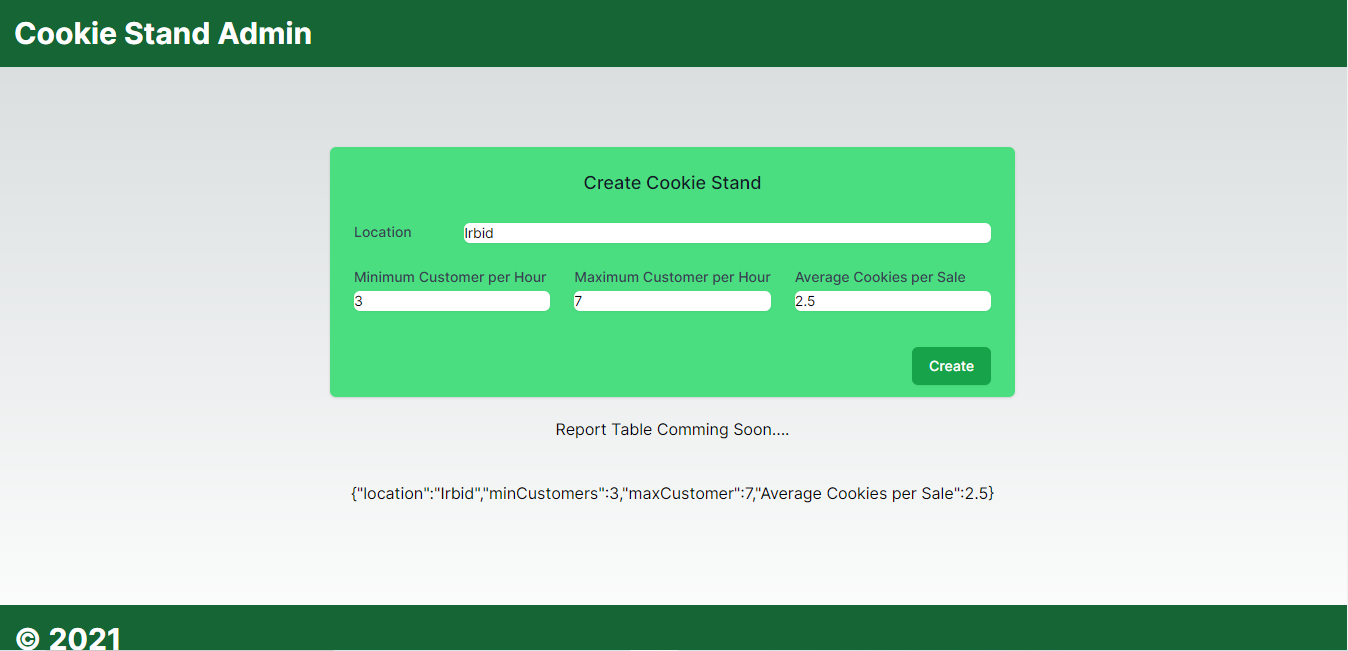 Cookie Stand Admin
Create Cookie Stand
Location Irbid
Minimum Customer per Hour Maximum Customer per Hour Average Cookies per Sale
3 7 2.5
Create
Report Table Comming Soon....
{"location":"Irbid","minCustomers":3,"maxCustomer":7,"Average Cookies per Sale":2.5}
© 2021